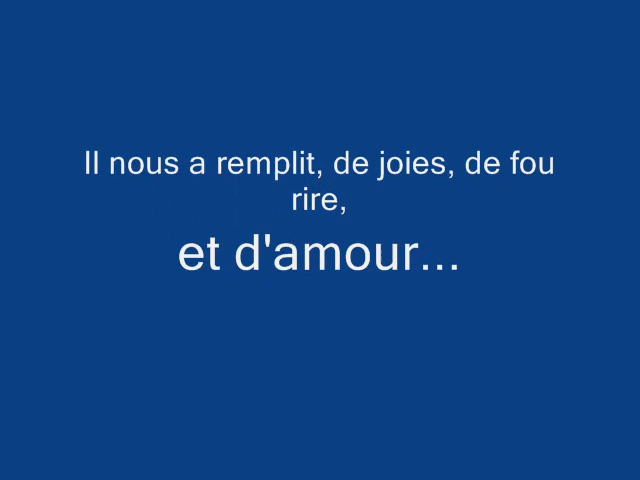 Il nous a remplit, de joies, de fou
rire,
et d'amour...